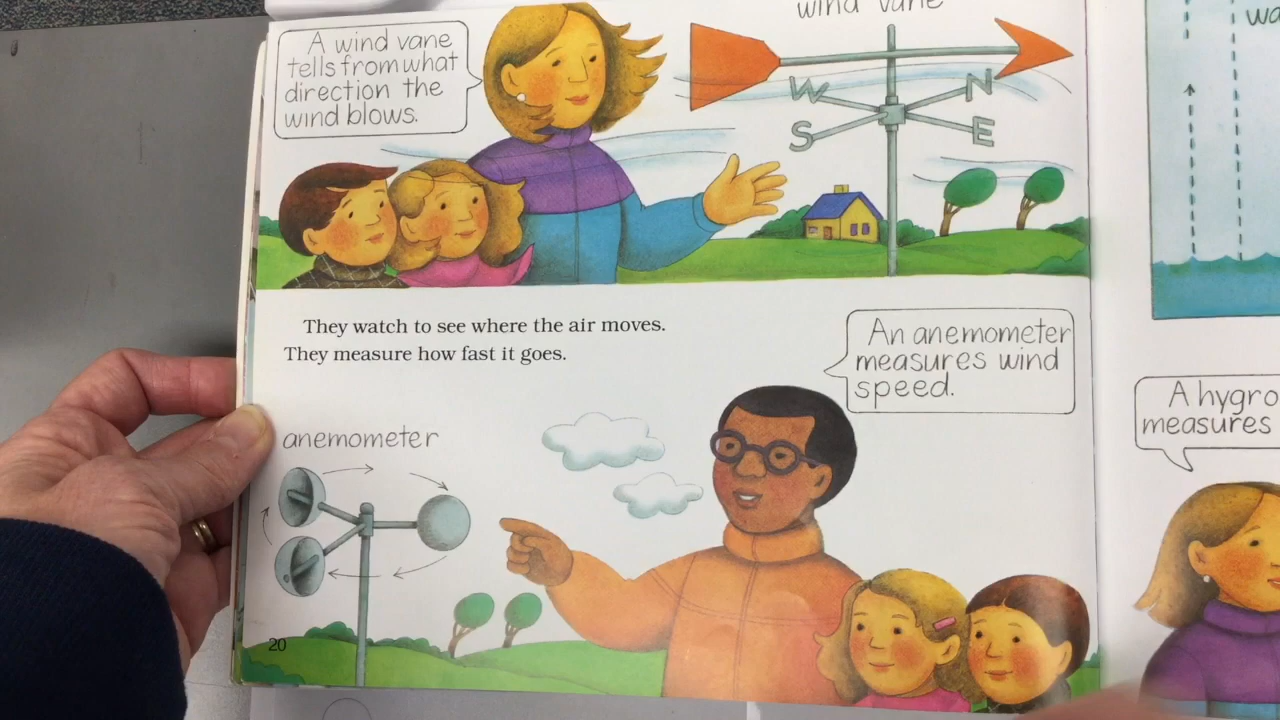 wind vane
A wind vane
tells from what
direction the
wind blows.
W
N
S
E
They watch to see where the air moves.
They measure how fast it goes.
An anemometer
measures wind
speed.
anemometer
20
wa
A hygro
measures